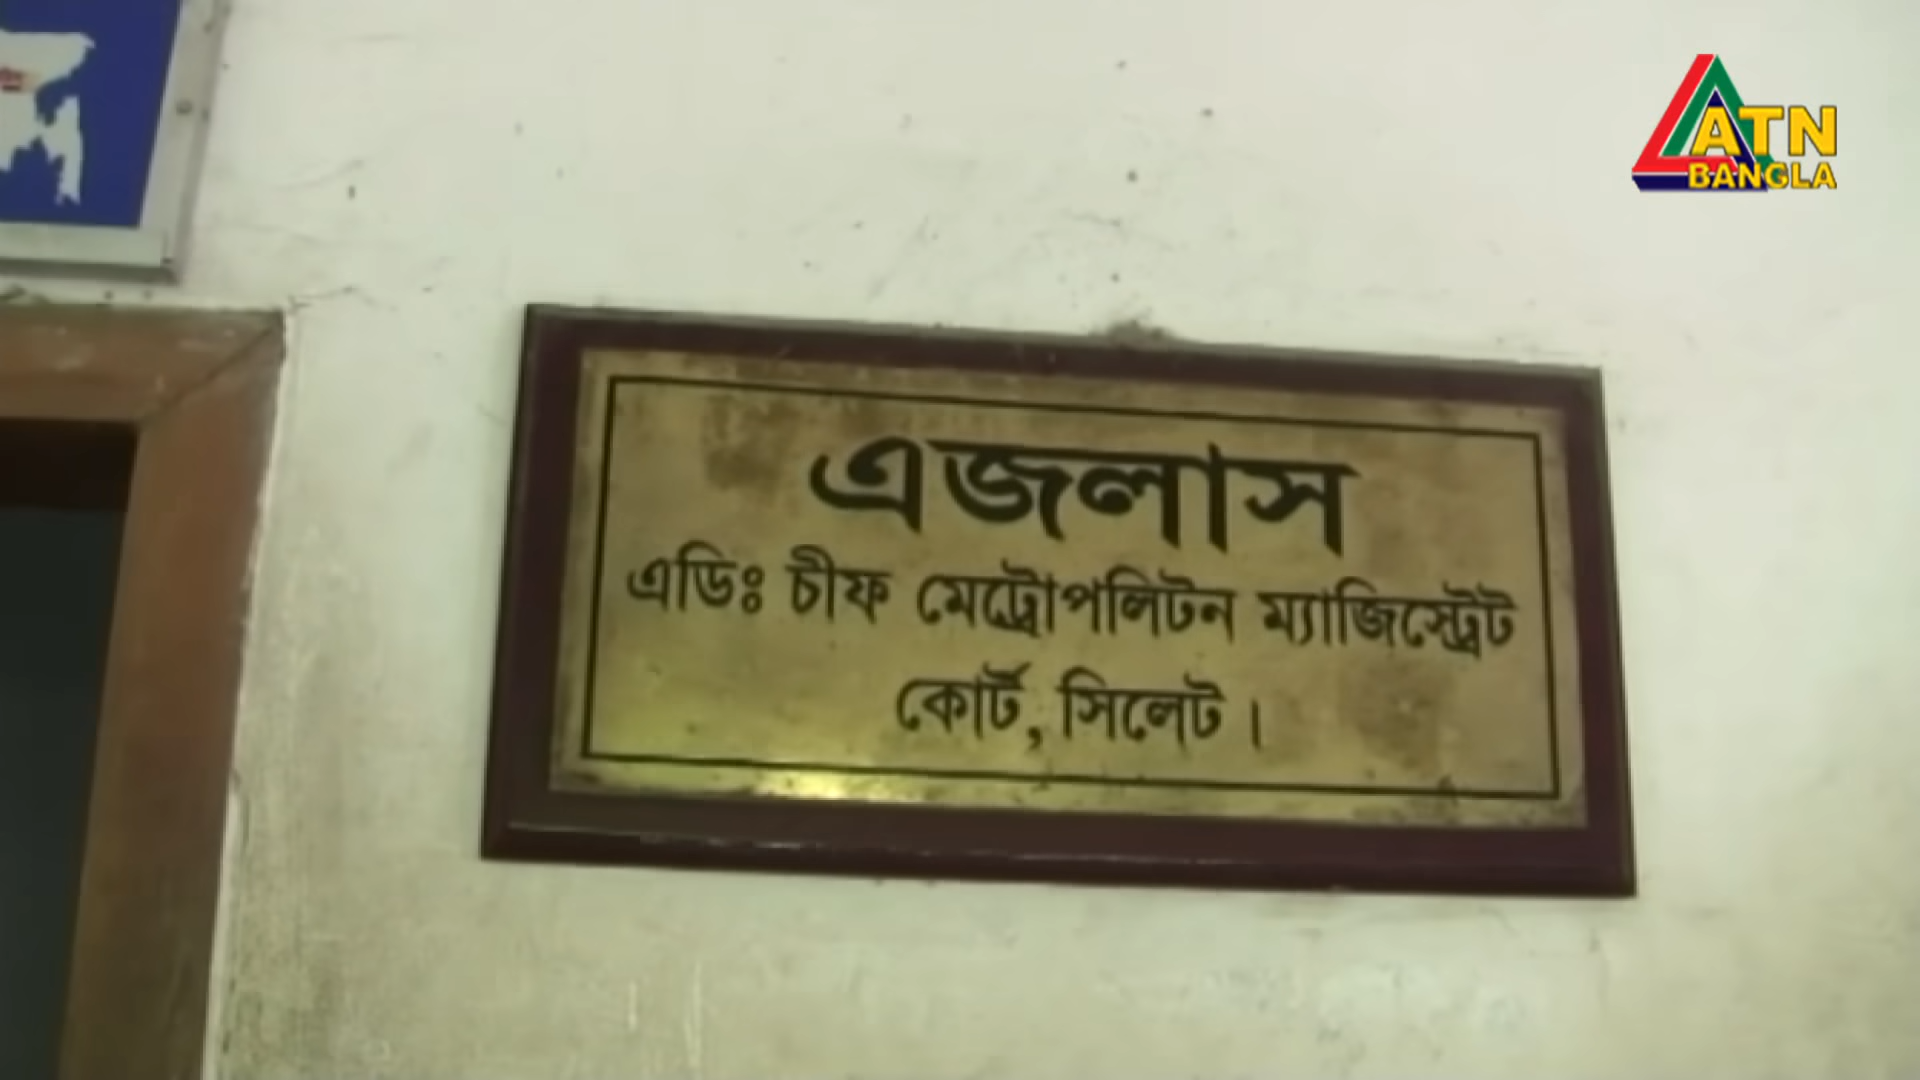 ATN
BANGLA
এজলাস
এডিঃ চীফ মেট্রোপলিটন ম্যাজিস্ট্রেট
কোর্ট, সিলেট।